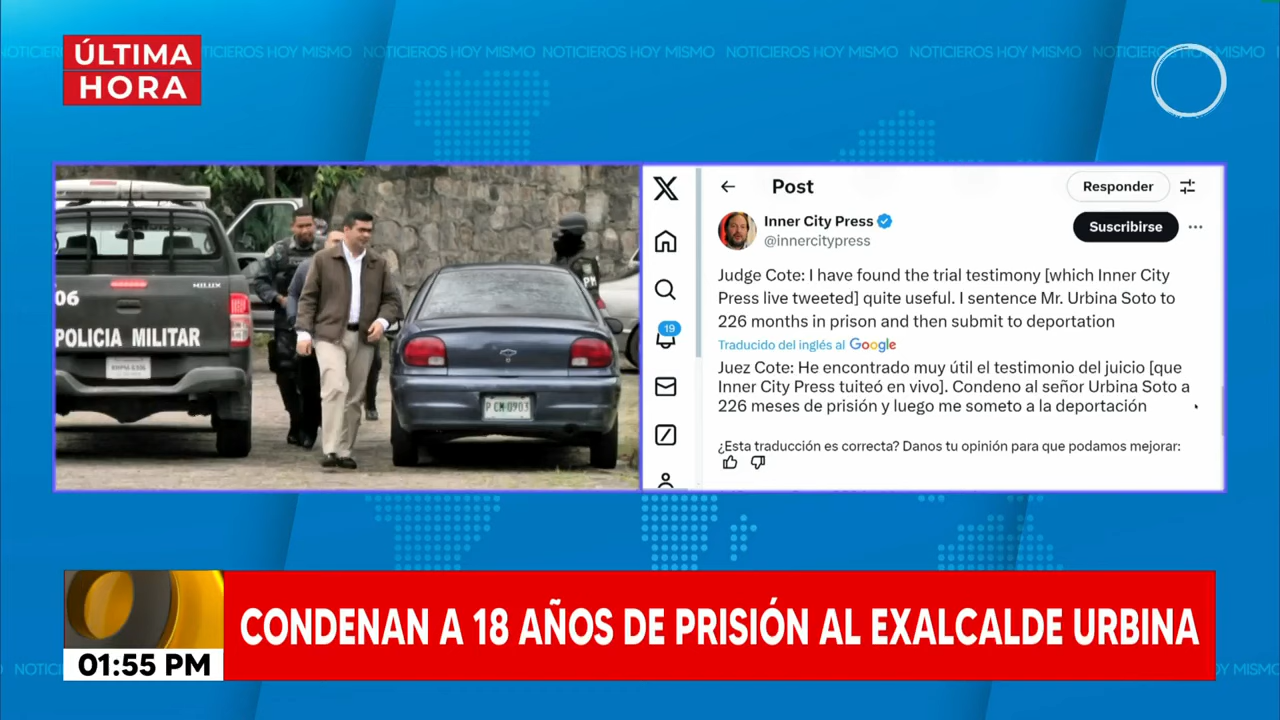 ÚLTIMA
HORA
NOTICIEROS HOY MISMO NOTICIEROS HOY MISMO NOTICIEROS HOY MISMO NOTICIEROS HOY MISMO
06
HILUX
POLICIA MILITAR
P
PCM 0903
Post
Responder
Inner City Press
@innercitypress
Suscribirse
Judge Cote: I have found the trial testimony [which Inner City
Press live tweeted] quite useful. I sentence Mr. Urbina Soto to
226 months in prison and then submit to deportation
Traducido del inglés al Google
19
Juez Cote: He encontrado muy útil el testimonio del juicio [que
Inner City Press tuiteó en vivo]. Condeno al señor Urbina Soto a
226 meses de prisión y luego me someto a la deportación
¿Esta traducción es correcta? Danos tu opinión para que podamos mejorar:
CONDENAN A 18 AÑOS DE PRISIÓN AL EXALCALDE URBINA
01:55 PM